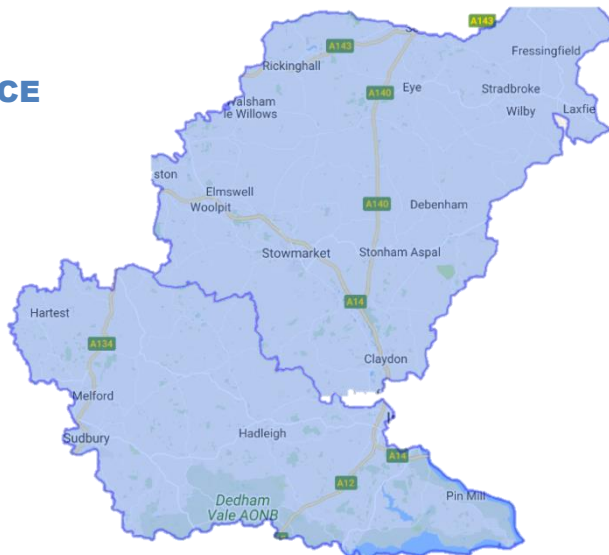 CE
A143
Fressingfield
A143
Rickinghall
Eye
Stradbroke
A140
Wilby
Laxfie
alsham
le Willows
ston
Elmswell
Woolpit
A140
Debenham
Stowmarket
Stonham Aspal
A14
Hartest
A134
Claydon
Melford
Sudbury
Hadleigh
A14
A12
Pin Mill
Dedham
Vale AONB